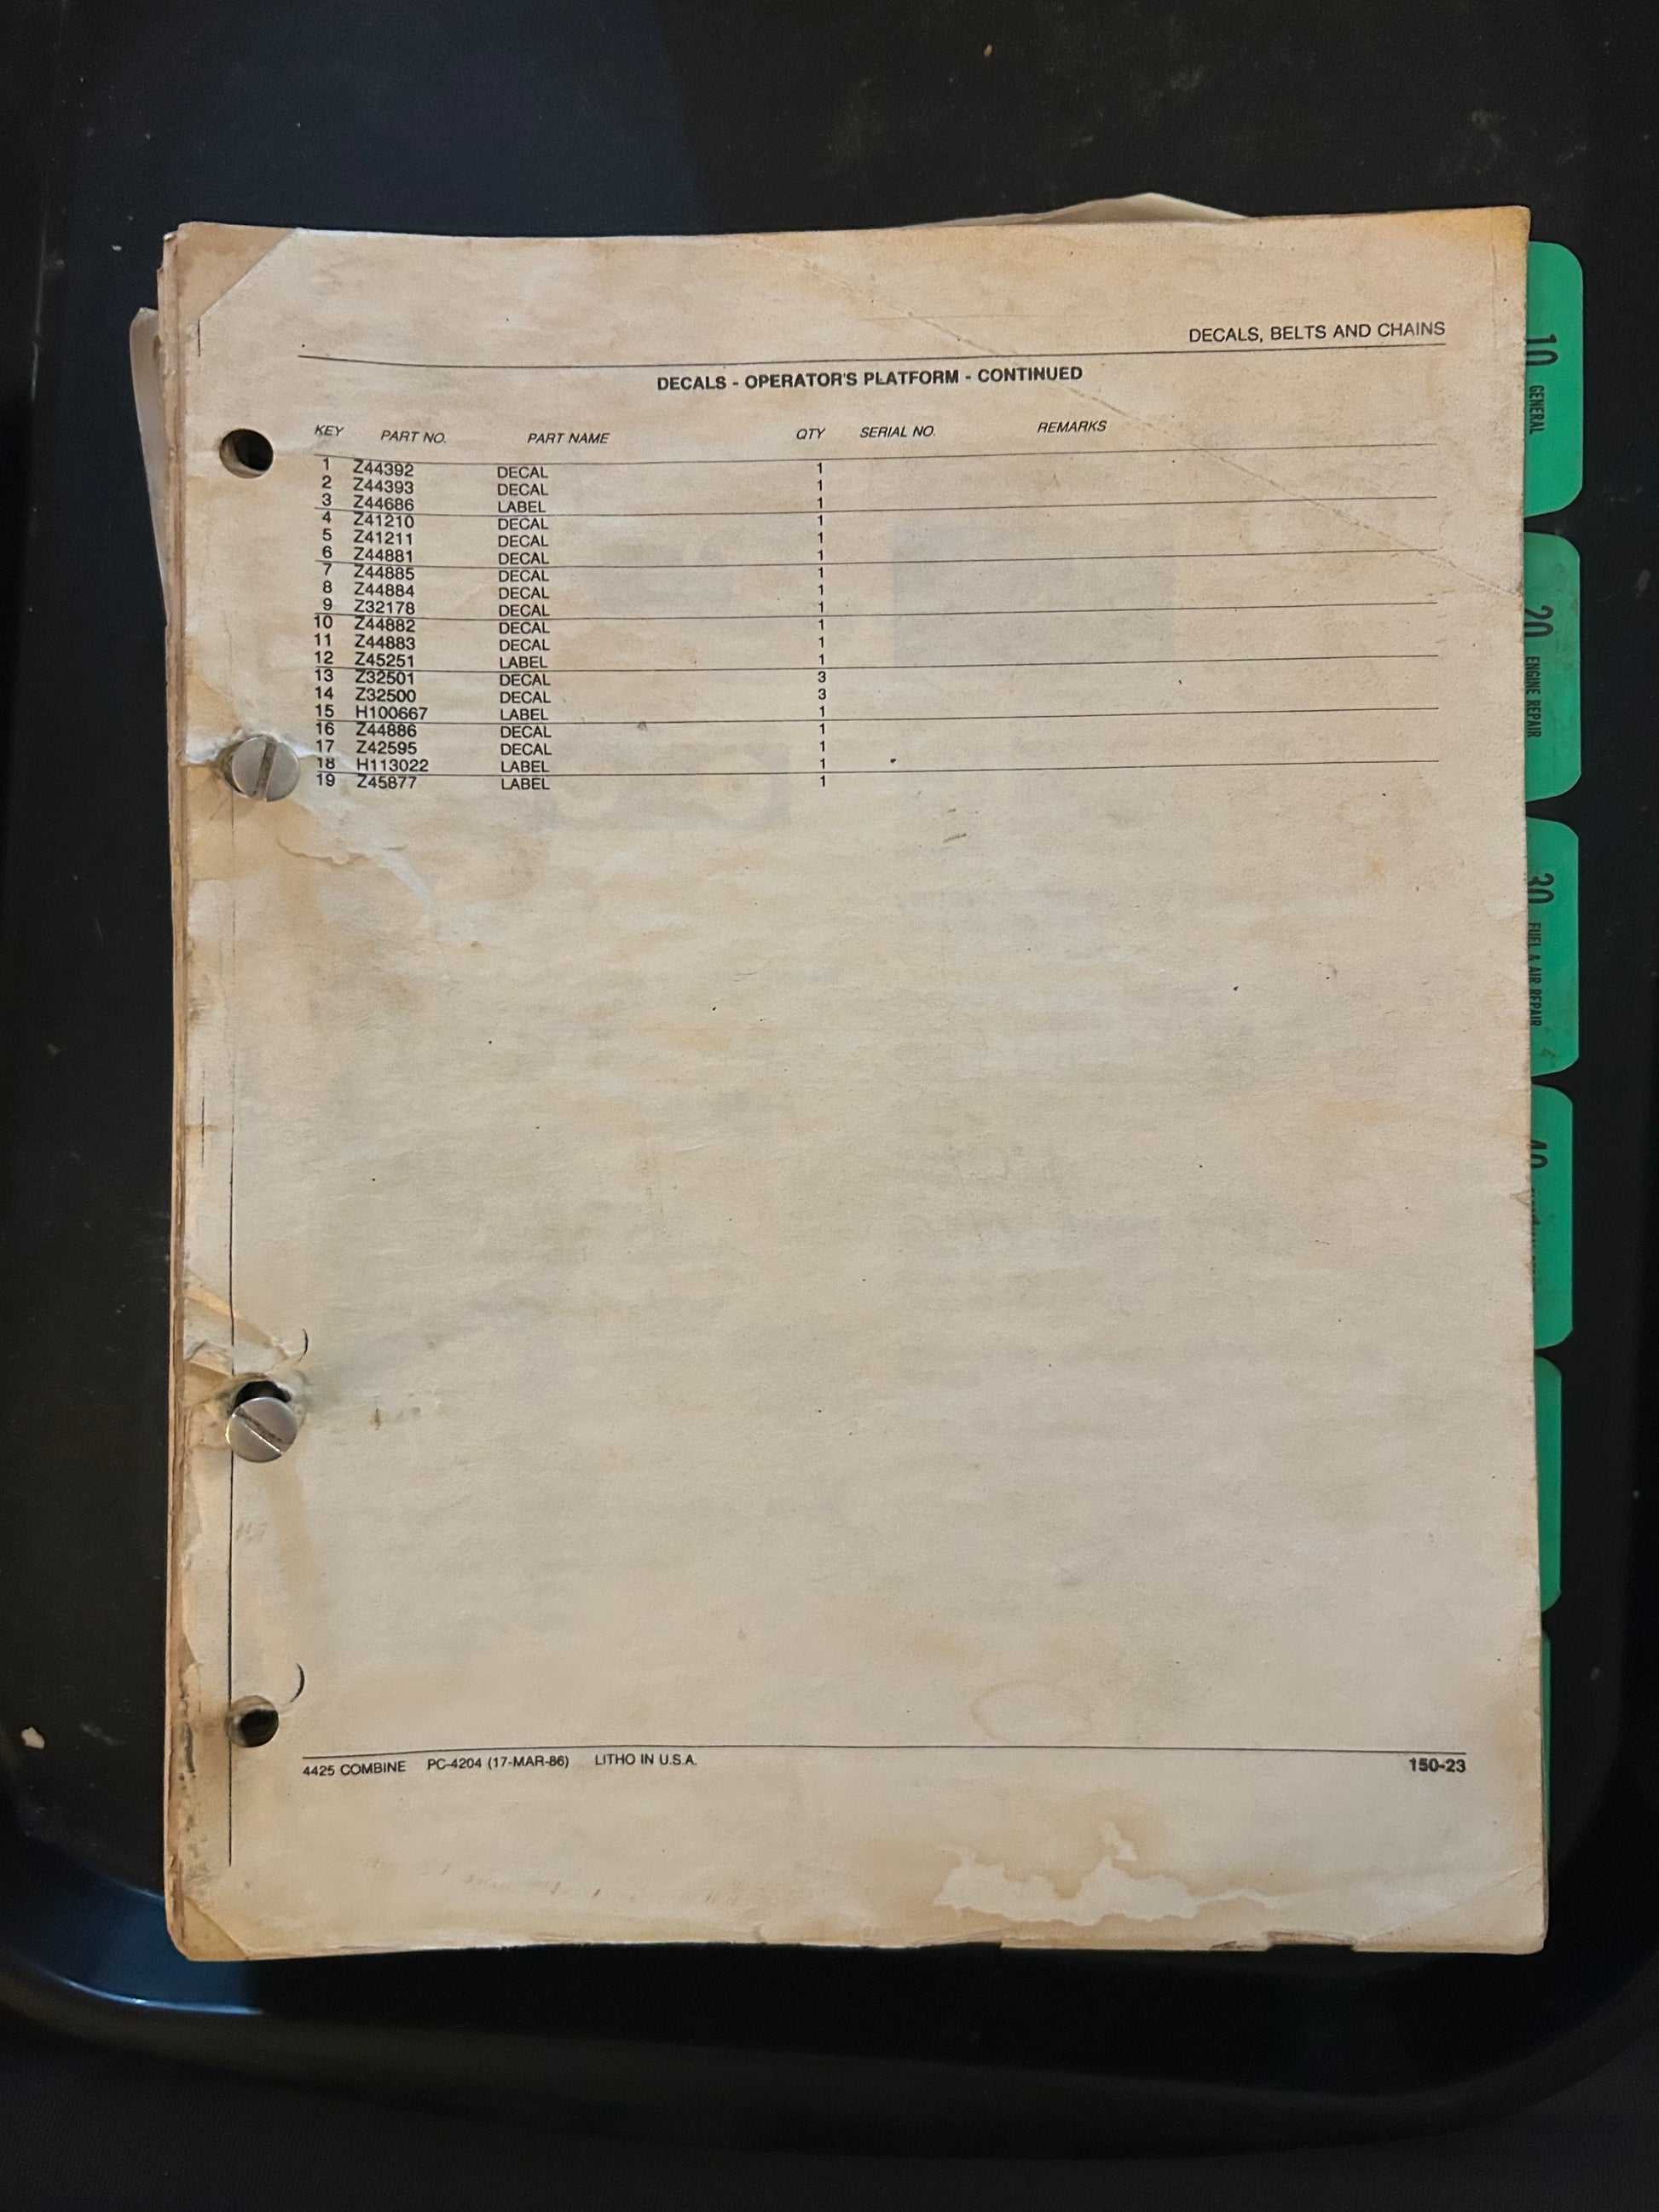 DECALS, BELTS AND CHAINS
DECALS - OPERATOR'S PLATFORM - CONTINUED
KEY PART NO. PART NAME QTY SERIAL NO. REMARKS
1 Z44392 DECAL 1
2 Z44393 DECAL 1
3 Z44686 LABEL 1
4 Z41210 DECAL 1
5 Z41211 DECAL 1
6 Z44881 DECAL 1
7 Z44885 DECAL 1
8 Z44884 DECAL 1
9 Z32178 DECAL 1
10 Z44882 DECAL 1
11 Z44883 DECAL 1
12 Z45251 LABEL 1
13 Z32501 DECAL 3
14 Z32500 DECAL 3
15 H100667 LABEL 1
16 Z44886 DECAL 1
17 Z42595 DECAL 1
18 H113022 LABEL 1
19 Z45877 LABEL 1
4425 COMBINE PC-4204 (17-MAR-86) LITHO IN U.S.A. 150-23
10 GENERAL
20 ENGINE REPAIR
30 FUEL & AIR REPAIR
40